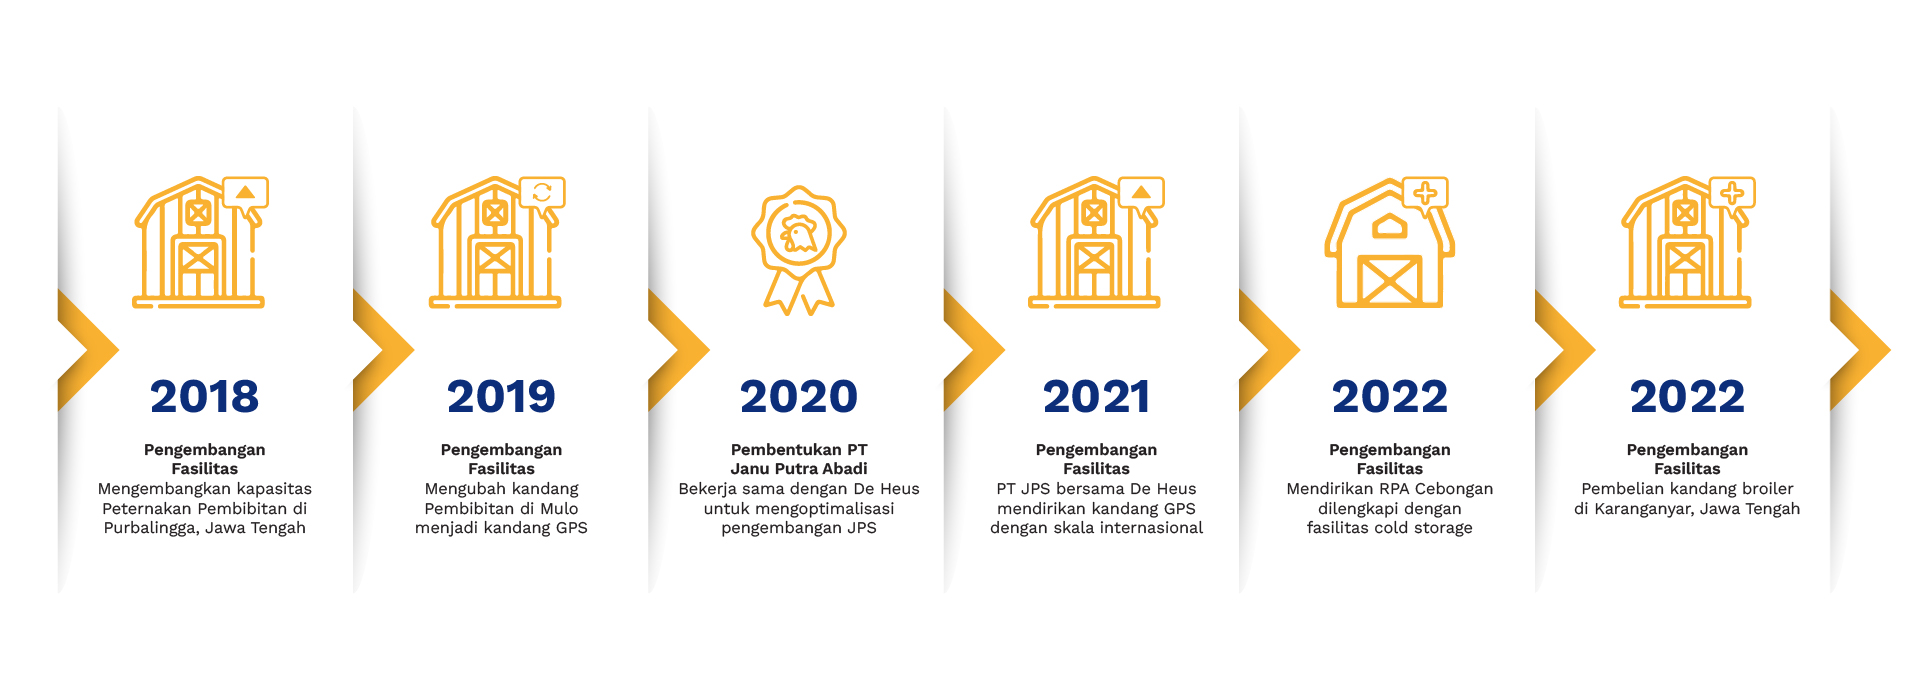 2018
Pengembangan
Fasilitas
Mengembangkan kapasitas
Peternakan Pembibitan di
Purbalingga, Jawa Tengah
2019
Pengembangan
Fasilitas
Mengubah kandang
Pembibitan di Mulo
menjadi kandang GPS
2020
Pembentukan PT
Janu Putra Abadi
Bekerja sama dengan De Heus
untuk mengoptimalisasi
pengembangan JPS
2021
Pengembangan
Fasilitas
PT JPS bersama De Heus
mendirikan kandang GPS
dengan skala internasional
2022
Pengembangan
Fasilitas
Mendirikan RPA Cebongan
dilengkapi dengan
fasilitas cold storage
2022
Pengembangan
Fasilitas
Pembelian kandang broiler
di Karanganyar, Jawa Tengah